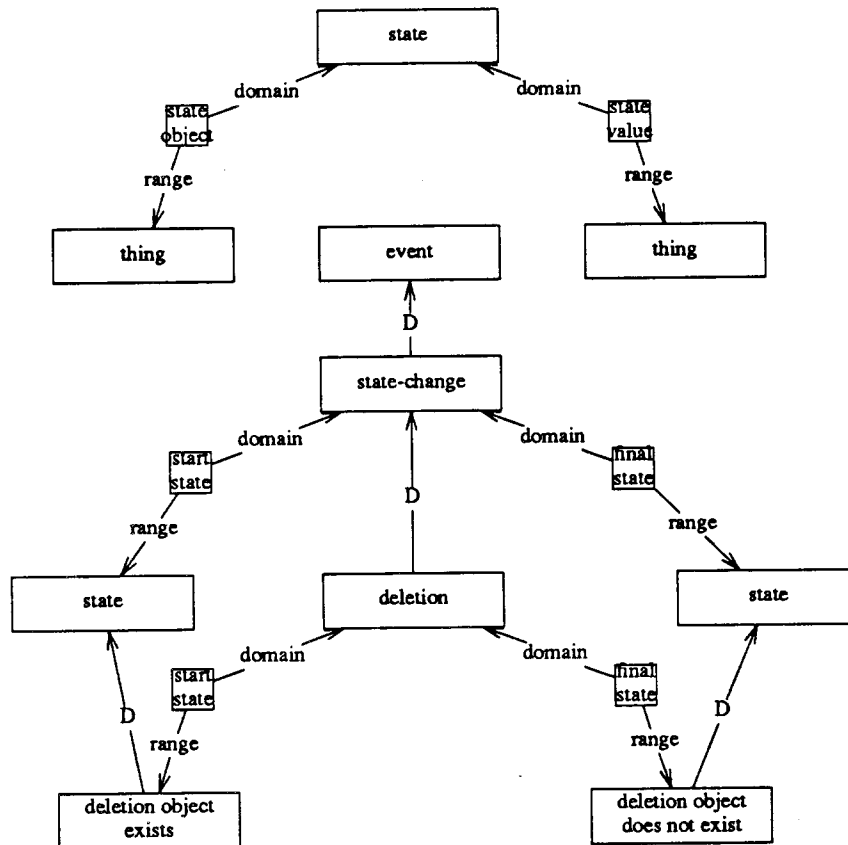 state
domain
domain
state
object
state
value
range
range
thing
event
thing
D
state-change
domain
domain
start
state
final
state
D
range
range
state
deletion
state
domain
domain
start
state
final
state
D
D
range
range
deletion object
exists
deletion object
does not exist